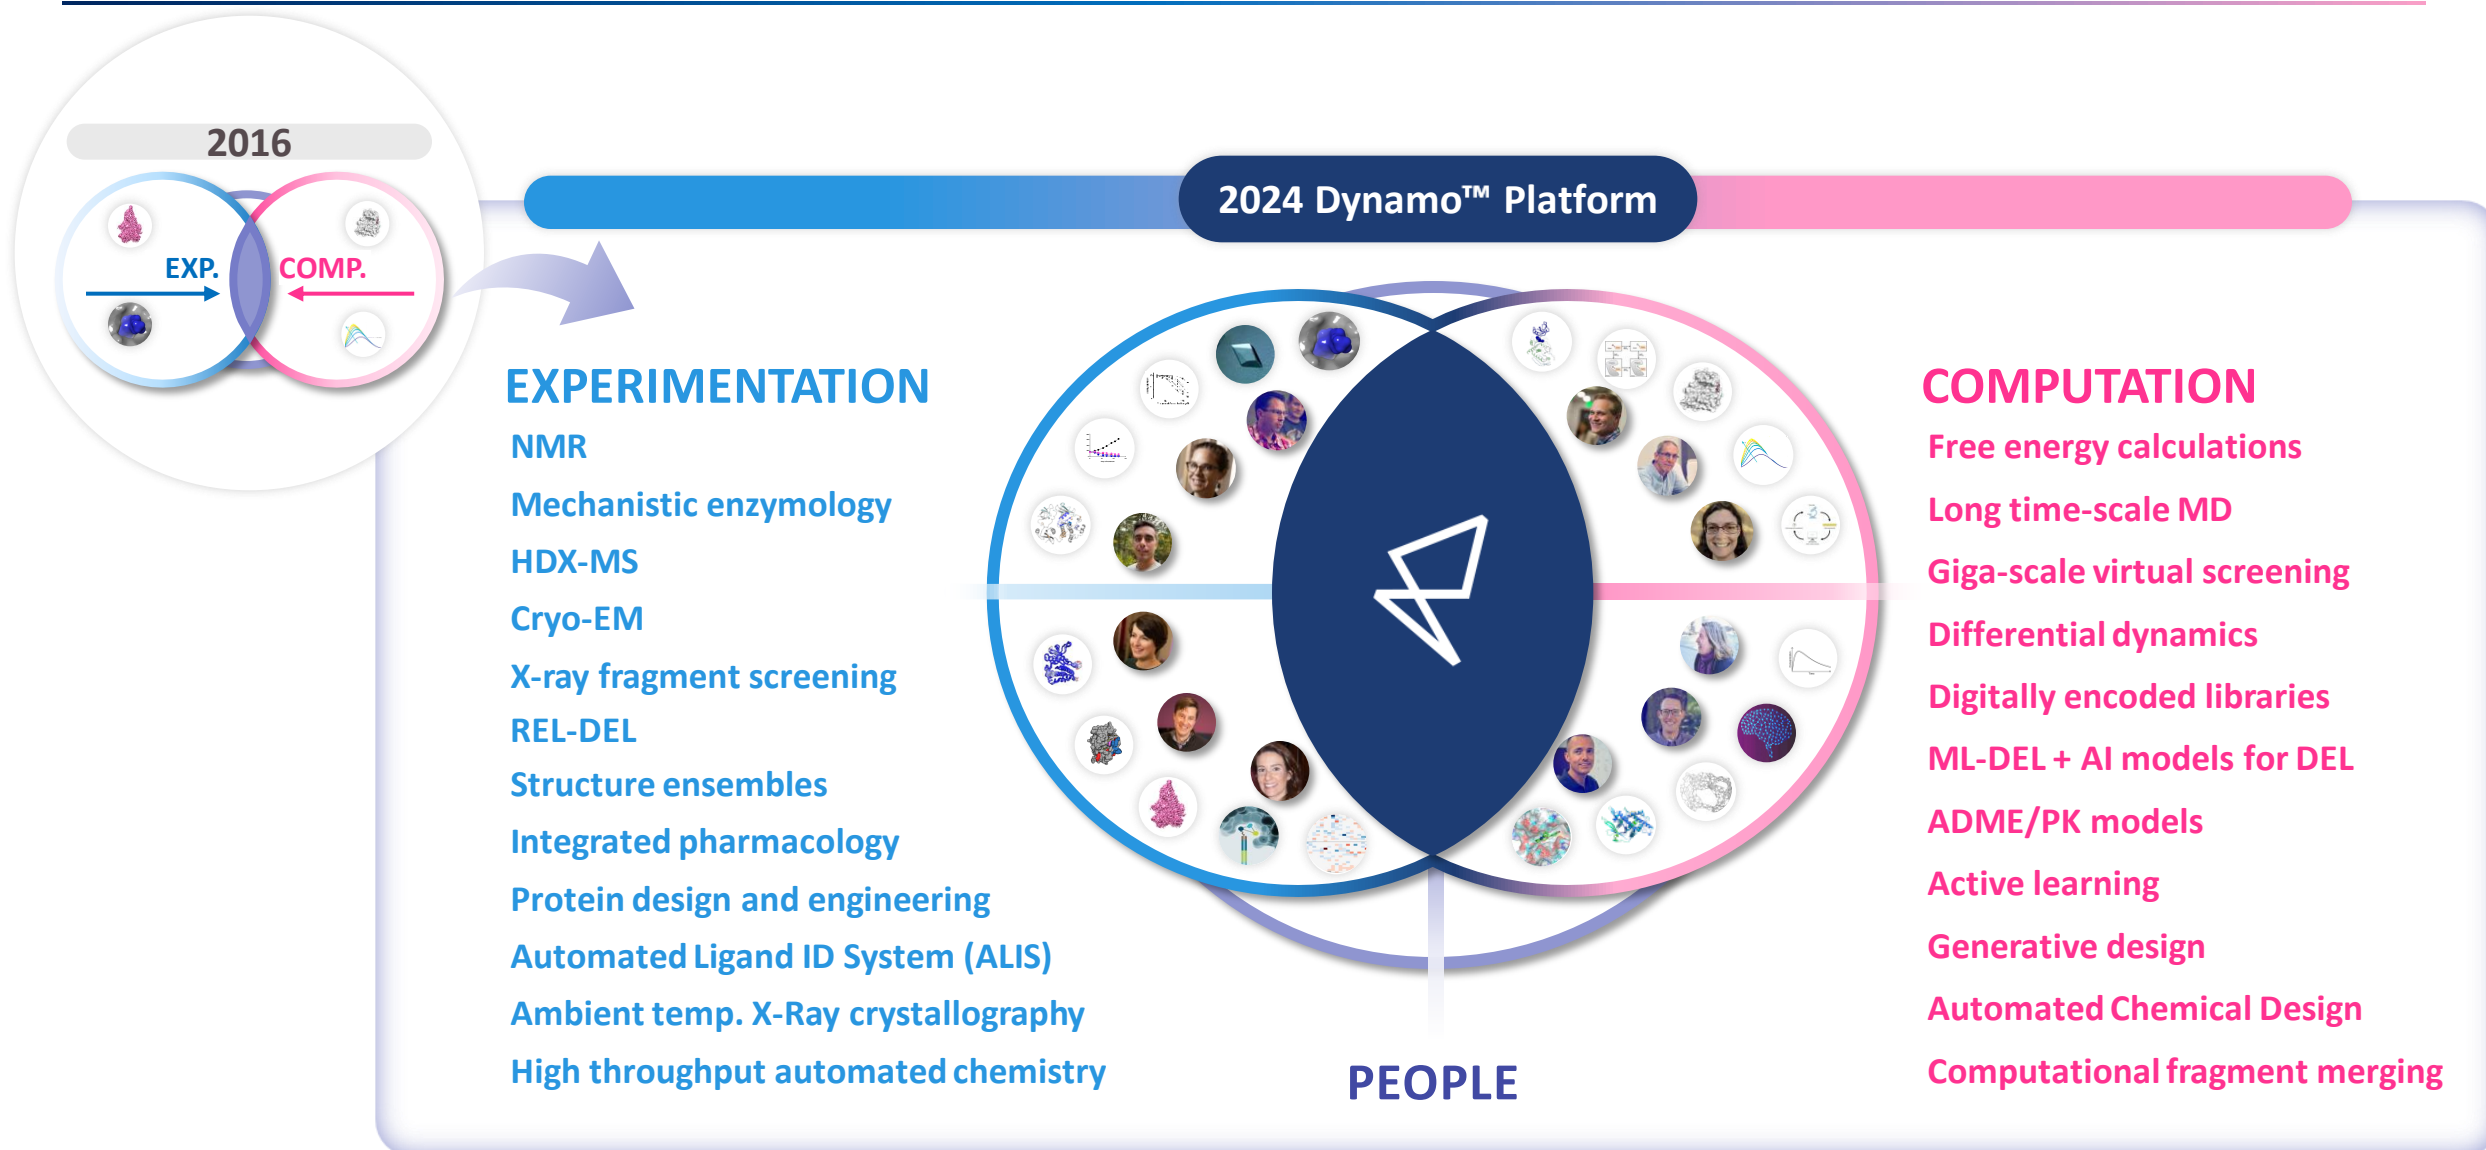 2016
EXP.
COMP.
2024 Dynamo™ Platform
EXPERIMENTATION
NMR
Mechanistic enzymology
HDX-MS
Cryo-EM
X-ray fragment screening
REL-DEL
Structure ensembles
Integrated pharmacology
Protein design and engineering
Automated Ligand ID System (ALIS)
Ambient temp. X-Ray crystallography
High throughput automated chemistry
PEOPLE
COMPUTATION
Free energy calculations
Long time-scale MD
Giga-scale virtual screening
Differential dynamics
Digitally encoded libraries
ML-DEL + AI models for DEL
ADME/PK models
Active learning
Generative design
Automated Chemical Design
Computational fragment merging